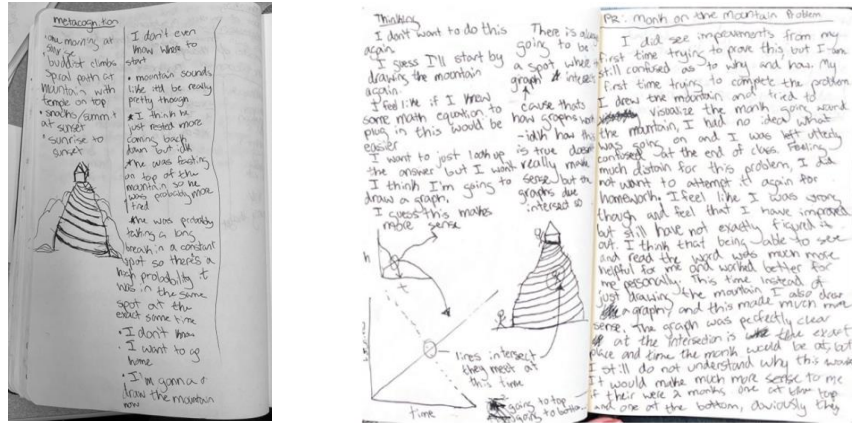 metacognition
• one morning at
sunrise
buddist climbs
spiral path at
mountain with
temple on top
• snacks/summit
at sunset
• sunrise to
sunset
I don't even
know where to
start
• mountain sounds
like it'd be really
pretty though
• I think he
just rested more
coming back
down but idk
• he was fasting
on top of the
mountain so he
was probably more
tired
• he was probably
taking a long
break in a constant
spot so there's a
high probability
was in the same
spot at the
exact same time
• I don't know
• I want to go
home
• I'm gonna
draw the mountain
now
Thinking
I don't want to do this
again.
I guess I'll start by
drawing the mountain
again.
I feel like if I knew
some math equation to
plug in this would be
easier
I want to just look up
the answer but I won't
I think I'm going to
draw a graph.
I guess this makes
more sense
There is always
going to be
a spot where
graph intersect
cause thats
how graphs work
-idk how this
is true doesn't
really make
sense but the
graphs due
intersect so
h
t
lines intersect
they meet at
this time
time
going to top
going to bottom
PR: Monk on the Mountain Problem
I did see improvements from my
first time trying to prove this but I am
still confused as to why and how. My
first time trying to complete the problem
I drew the mountain and tried to
visualize the monk going around
the mountain, I had no idea what
was going on and I was left utterly
confused at the end of class. Feeling
much distain for this problem, I did
not want to attempt it again for
homework. I feel like I was wrong
though and feel that I have improved
but still have not exactly figured it
out. I think that being able to see
and read the word was much more
helpful for me and worked better for
me personally. This time instead of
just drawing the mountain I also drew
a graph and this made much more
sense. The graph was perfectly clear
at the intersection is the exact
place and time the monk would be at, but
I still do not understand why this works
It would make much more sense to me
if their were 2 monks one at the top
and one at the bottom, obviously they